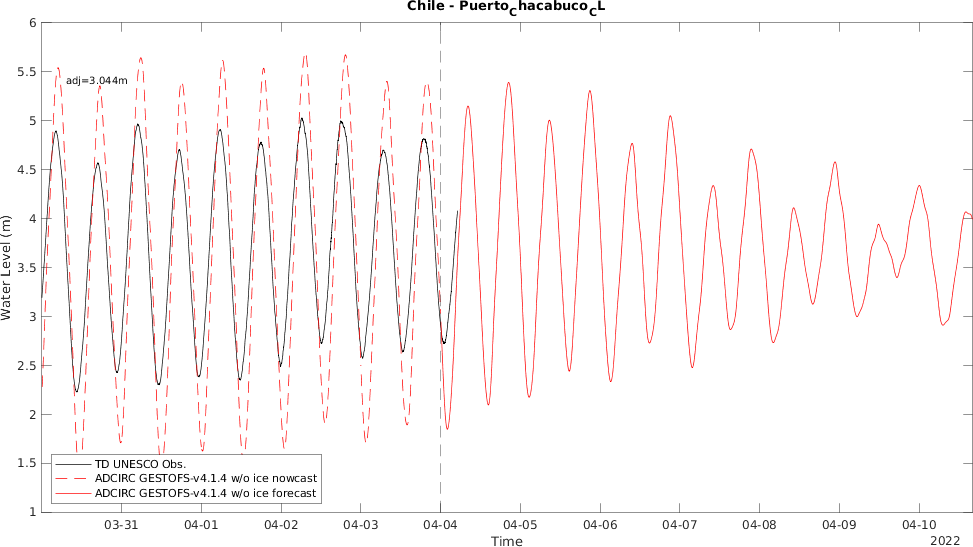 Chile - Puerto_Chacabuco_CL
6
5.5
5
4.5
4
3.5
3
2.5
2
1.5
1
Water Level (m)
adj=3.044m
TD UNESCO Obs.
ADCIRC GESTOFS-v4.1.4 w/o ice nowcast
ADCIRC GESTOFS-v4.1.4 w/o ice forecast
03-31 04-01 04-02 04-03 04-04 04-05 04-06 04-07 04-08 04-09 04-10
Time
2022